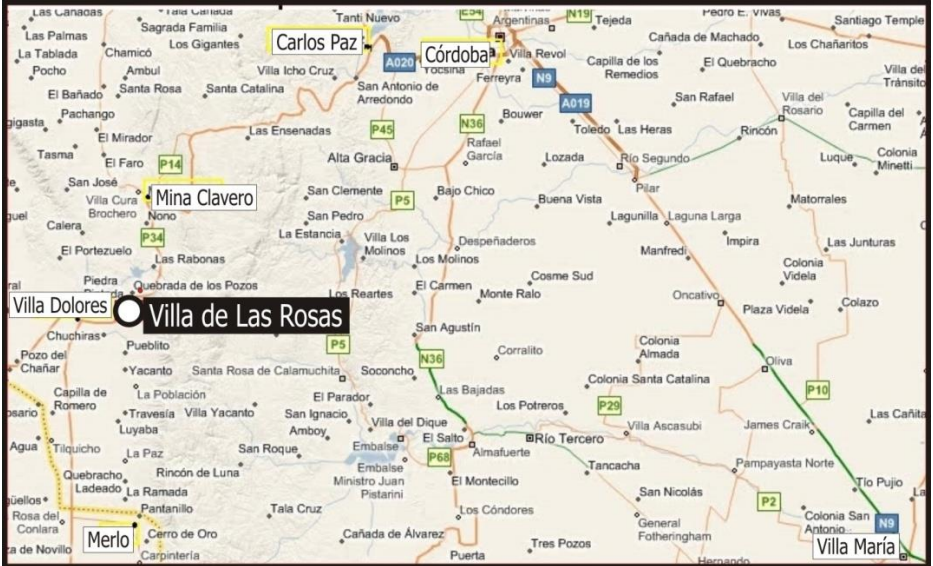 Las Cañadas
Tala Cañada
Tanti Nuevo
E54
Argentinas
N19
Tejeda
Pedro E. Vivas
Santiago Temple
Las Palmas
Sagrada Familia
Los Gigantes
Carlos Paz
Córdoba
Villa Revol
Cañada de Machado
Los Chañaritos
La Tablada
Chamicó
A020
Yocsina
Capilla de los
Remedios
El Quebracho
Pocho
Ambul
Villa Icho Cruz
Ferreyra
N9
Villa del
Tránsito
El Bañado
Santa Rosa
Santa Catalina
San Antonio de
Arredondo
A019
San Rafael
Villa del
Rosario
Pachango
Bouwer
Capilla del
Carmen
El Mirador
Las Ensenadas
P45
N36
Toledo
Las Heras
Rincón
Tasma
El Faro
P14
Alta Gracia
Rafael
García
Lozada
Río Segundo
Luque
Colonia
Minetti
San José
Mina Clavero
San Clemente
P5
Bajo Chico
Pilar
Villa Cura
Brochero
Nono
Buena Vista
Matorrales
San Pedro
Lagunilla
Laguna Larga
Calera
P34
La Estancia
Villa Los
Molinos
Despeñaderos
Impira
Las Junturas
El Portezuelo
Las Rabonas
Los Molinos
Manfredi
Colonia
Videla
Piedra
Quebrada de los Pozos
El Carmen
Cosme Sud
Villa Dolores
Villa de Las Rosas
Los Reartes
Monte Ralo
Oncativo
Plaza Videla
Colazo
Chuchiras
Pueblito
P5
San Agustín
Pozo del
Chañar
Yacanto
Santa Rosa de Calamuchita
Soconcho
N36
Corralito
Colonia
Almada
Oliva
Capilla de
Romero
La Población
El Parador
Las Bajadas
Colonia Santa Catalina
P10
Travesía
Villa Yacanto
San Ignacio
Los Potreros
P29
Luyaba
Amboy
Villa del Dique
Villa Ascasubi
James Craik
Agua
Tilquicho
La Paz
San Roque
Embalse
El Salto
Río Tercero
Almafuerte
Quebracho
Ladeado
Rincón de Luna
Embalse
Ministro Juan
Pistarini
P68
Tancacha
Pampayasta Norte
La Ramada
El Montecillo
San Nicolás
Tío Pujio
Rosa del
Conlara
Pantanillo
Tala Cruz
Los Cóndores
P2
Merlo
Cerro de Oro
Cañada de Álvarez
General
Fotheringham
Colonia San
Antonio
N9
Carpintería
Puerta
Tres Pozos
Hernando
Villa María